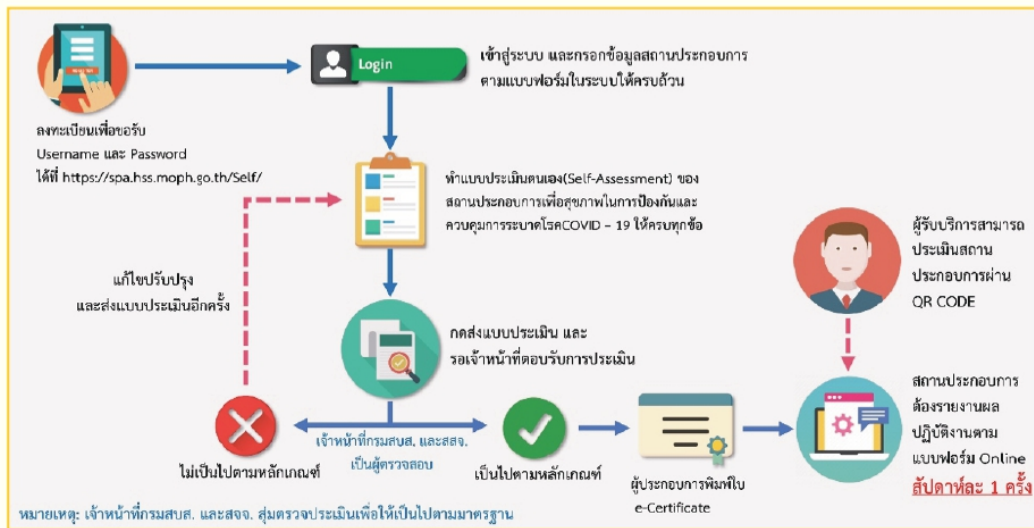 Login
เข้าสู่ระบบ และกรอกข้อมูลสถานประกอบการ
ตามแบบฟอร์มในระบบให้ครบถ้วน
ลงทะเบียนเพื่อขอรับ
Username และ Password
ได้ที่ https://spa.hss.moph.go.th/Self/
ทำแบบประเมินตนเอง(Self-Assessment) ของ
สถานประกอบการเพื่อสุขภาพในการป้องกันและ
ควบคุมการระบาดโรคCOVID – 19 ให้ครบทุกข้อ
ผู้รับบริการสามารถ
ประเมินสถาน
ประกอบการผ่าน
QR CODE
แก้ไขปรับปรุง
และส่งแบบประเมินอีกครั้ง
กดส่งแบบประเมิน และ
รอเจ้าหน้าที่ตอบรับการประเมิน
เจ้าหน้าที่กรมสบส. และสสจ.
เป็นผู้ตรวจสอบ
ไม่เป็นไปตามหลักเกณฑ์
เป็นไปตามหลักเกณฑ์
ผู้ประกอบการพิมพ์ใบ
e-Certificate
สถานประกอบการ
ต้องรายงานผล
ปฏิบัติงานตาม
แบบฟอร์ม Online
สัปดาห์ละ 1 ครั้ง
หมายเหตุ: เจ้าหน้าที่กรมสบส. และสสจ. สุ่มตรวจประเมินเพื่อให้เป็นไปตามมาตรฐาน